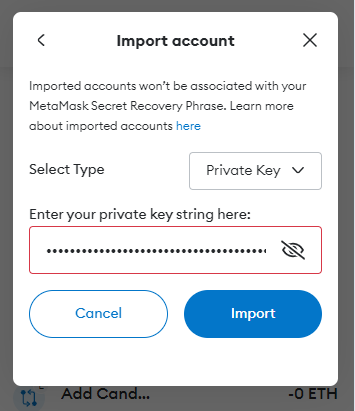 Import account
Imported accounts won’t be associated with your
MetaMask Secret Recovery Phrase. Learn more
about imported accounts here
Select Type
Private Key
Enter your private key string here:
••••••••••••••••••••••••••••••••••••••
Cancel
Import
Add Cand...
-0 ETH